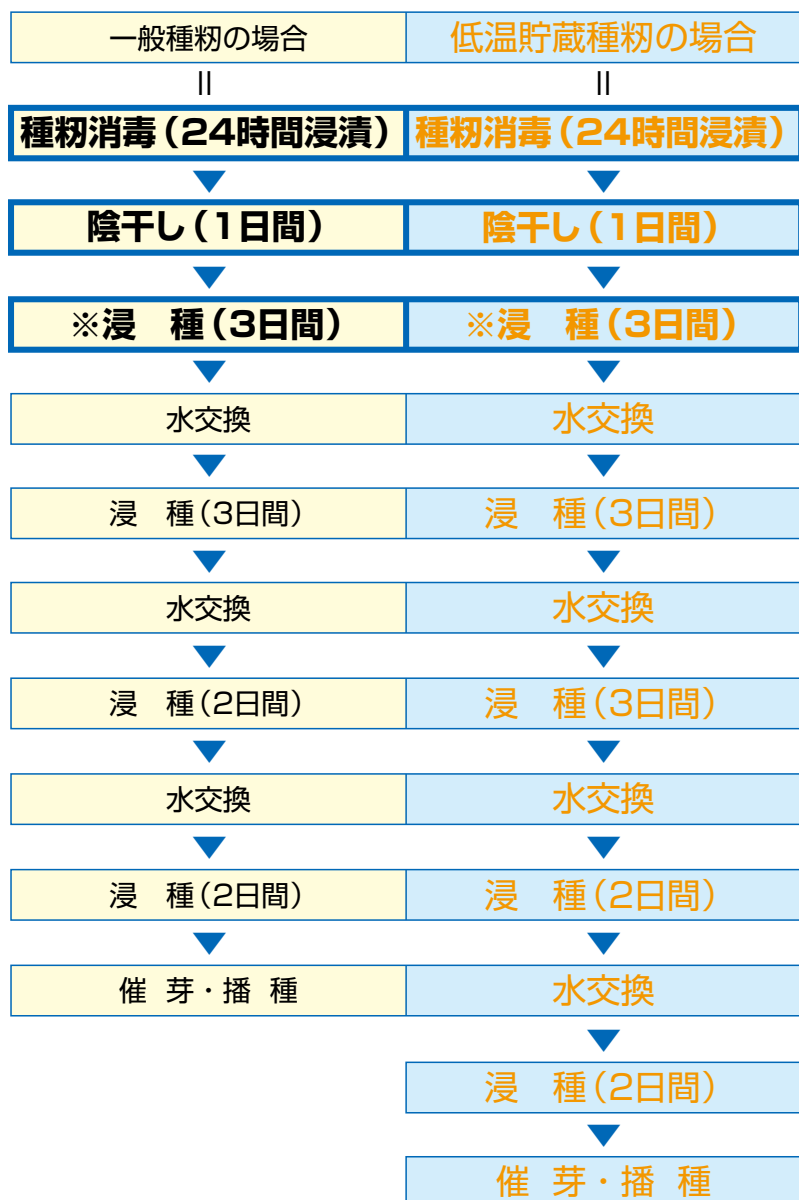 一般種籾の場合 低温貯蔵種籾の場合
= =
種籾消毒(24時間浸漬) 種籾消毒(24時間浸漬)
▼ ▼
陰干し(1日間) 陰干し(1日間)
▼ ▼
※浸　種(3日間) ※浸　種(3日間)
▼ ▼
水交換 水交換
▼ ▼
浸　種(3日間) 浸　種(3日間)
▼ ▼
水交換 水交換
▼ ▼
浸　種(2日間) 浸　種(3日間)
▼ ▼
水交換 水交換
▼ ▼
浸　種(2日間) 浸　種(2日間)
▼ ▼
催 芽・播 種 水交換
▼
浸　種(2日間)
▼
催 芽・播 種